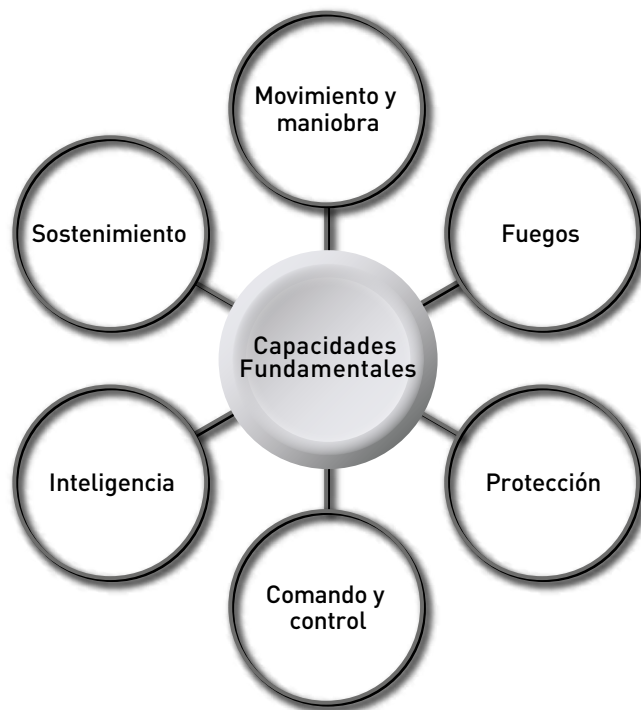 Movimiento y
maniobra
Sostenimiento
Fuegos
Capacidades
Fundamentales
Inteligencia
Protección
Comando y
control